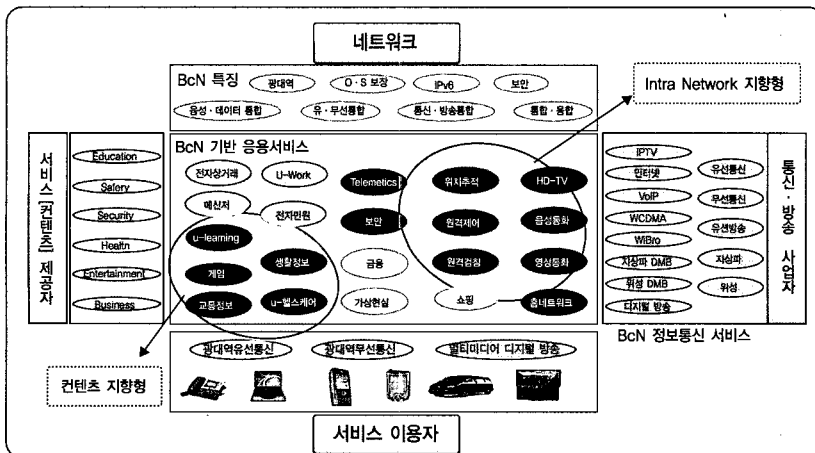 네트워크
BcN 특징
광대역
O·S 보장
IPv6
보안
음성·데이터 통합
유·무선통합
통신·방송통합
통합·융합
Intra Network 지향형
서비스 [컨텐츠] 제공자
Education
Safery
Security
Health
Entertainment
Business
BcN 기반 응용서비스
전자상거래
U-Work
Telemetics
위치추적
HD-TV
메신저
전자민원
보안
원격제어
음성통화
u-learning
생활정보
금융
원격검침
영상통화
게임
교통정보
u-헬스케어
가상현실
쇼핑
홈네트워크
IPTV
인터넷
VoIP
WCDMA
WiBro
지상파 DMB
위성 DMB
디지털 방송
유선통신
무선통신
유선방송
지상파
위성
통신·방송 사업자
BcN 정보통신 서비스
컨텐츠 지향형
광대역유선통신
광대역무선통신
멀티미디어 디지털 방송
서비스 이용자